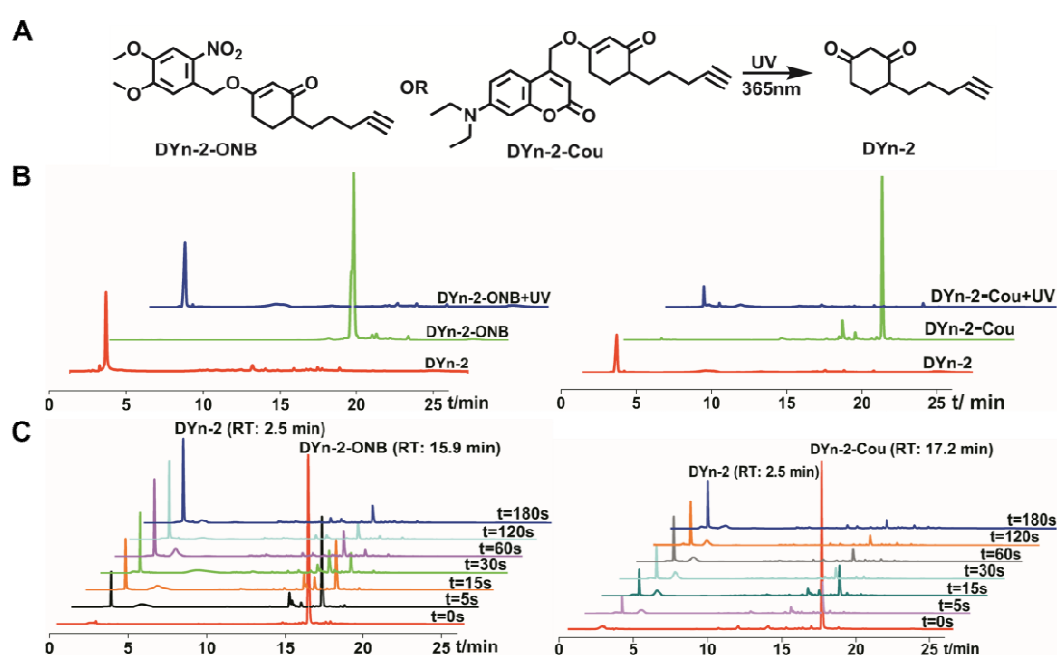 A
O
NO₂
O
O
O
DYn-2-ONB
OR
O
O
N
O
O
DYn-2-Cou
UV
365nm
O
O
DYn-2
B
DYn-2-ONB+UV
DYn-2-ONB
DYn-2
0
5
10
15
20
25
t/min
DYn-2-Cou+UV
DYn-2-Cou
DYn-2
0
5
10
15
20
25
t/ min
C
DYn-2 (RT: 2.5 min)
DYn-2-ONB (RT: 15.9 min)
t=180s
t=120s
t=60s
t=30s
t=15s
t=5s
t=0s
0
5
10
15
20
25
t/min
DYn-2-Cou (RT: 17.2 min)
DYn-2 (RT: 2.5 min)
t=180s
t=120s
t=60s
t=30s
t=15s
t=5s
t=0s
0
5
10
15
20
25
t/min